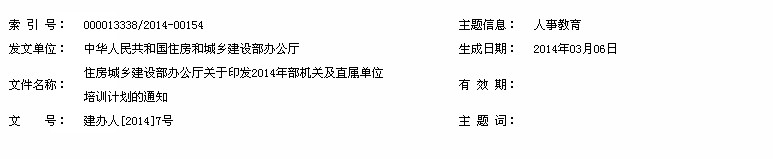 索 引 号： 000013338/2014-00154 主题信息： 人事教育
发文单位： 中华人民共和国住房和城乡建设部办公厅 生成日期： 2014年03月06日
文件名称： 住房城乡建设部办公厅关于印发2014年部机关及直属单位
培训计划的通知 有 效 期：
文　　号： 建办人[2014]7号 主 题 词：